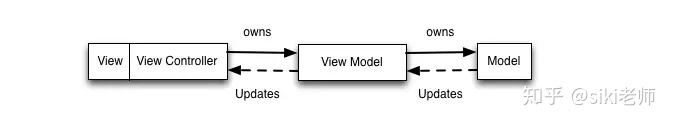 owns
owns
View
View Controller
View Model
Model
Updates
Updates
知乎 @siki老师